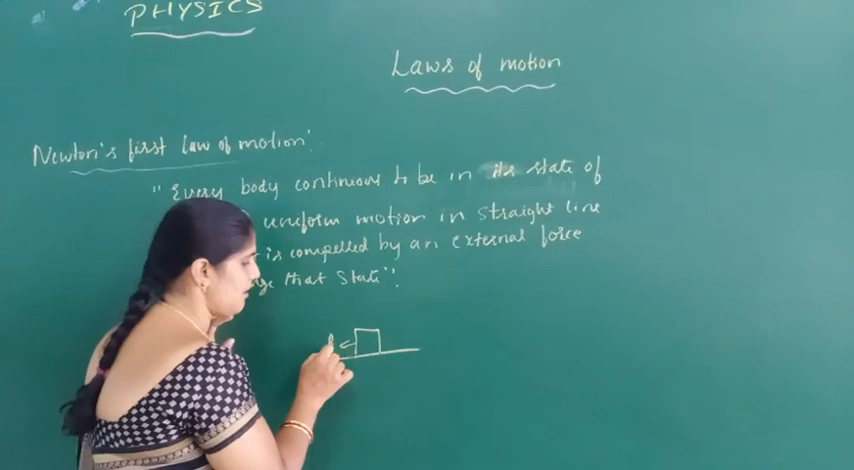 PHYSICS
Laws of motion
Newton's first law of motion:
"Every body continuous to be in its state of
uniform motion in straight line
is compelled by an external force
that state".